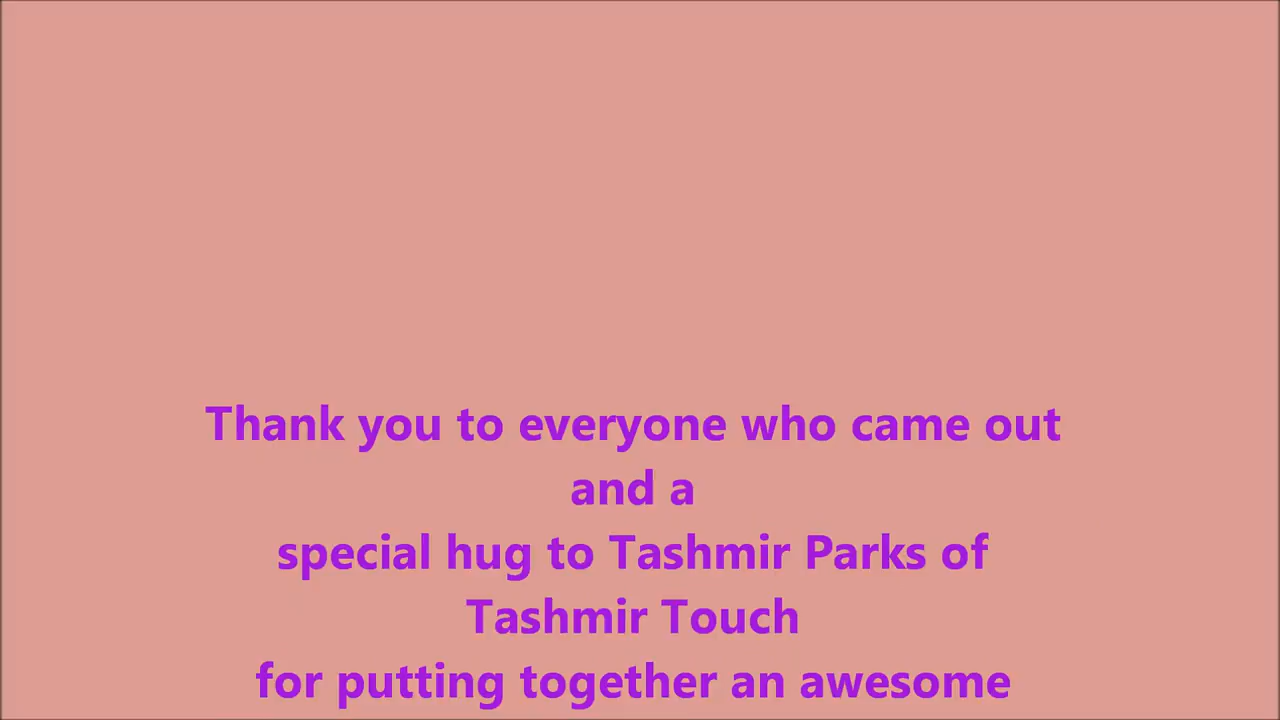 Thank you to everyone who came out
and a
special hug to Tashmir Parks of
Tashmir Touch
for putting together an awesome